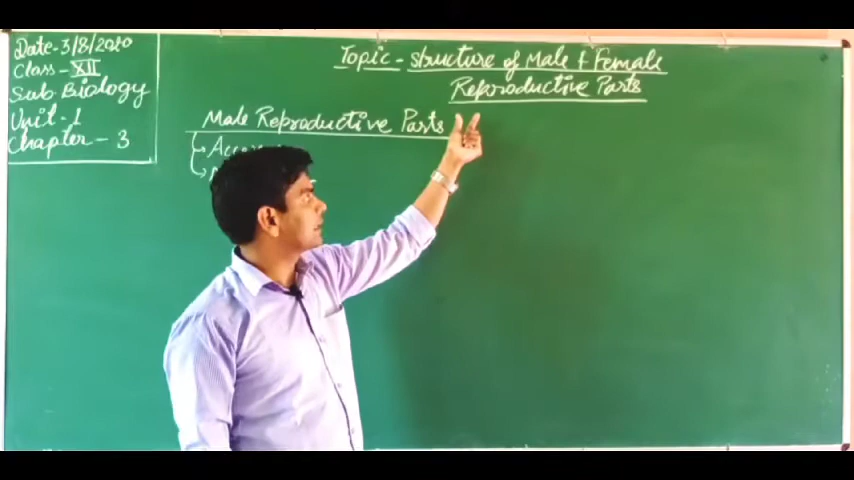 Date-3/8/2020
Class-XII
Sub-Biology
Unit-1
Chapter-3
Topic-structure of Male & Female
Reproductive Parts
Male Reproductive Parts